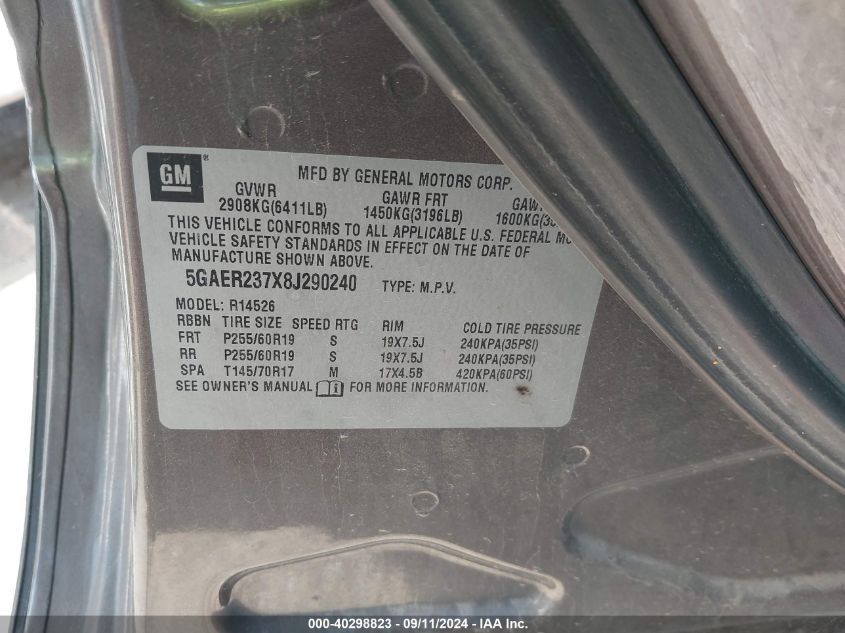 GM ® MFD BY GENERAL MOTORS CORP.
GVWR GAWR FRT
2908KG(6411LB) 1450KG(3196LB)
THIS VEHICLE CONFORMS TO ALL APPLICABLE U.S. FEDERAL
VEHICLE SAFETY STANDARDS IN EFFECT ON THE DATE OF
MANUFACTURE SHOWN ABOVE.
5GAER237X8J290240 TYPE: M.P.V.
MODEL: R14526
RBBN TIRE SIZE SPEED RTG RIM COLD TIRE PRESSURE
FRT P255/60R19 S 19X7.5J 240KPA(35PSI)
RR P255/60R19 S 19X7.5J 240KPA(35PSI)
SPA T145/70R17 M 17X4.5B 420KPA(60PSI)
SEE OWNER'S MANUAL FOR MORE INFORMATION.
000-40298823 - 09/11/2024 - IAA Inc.